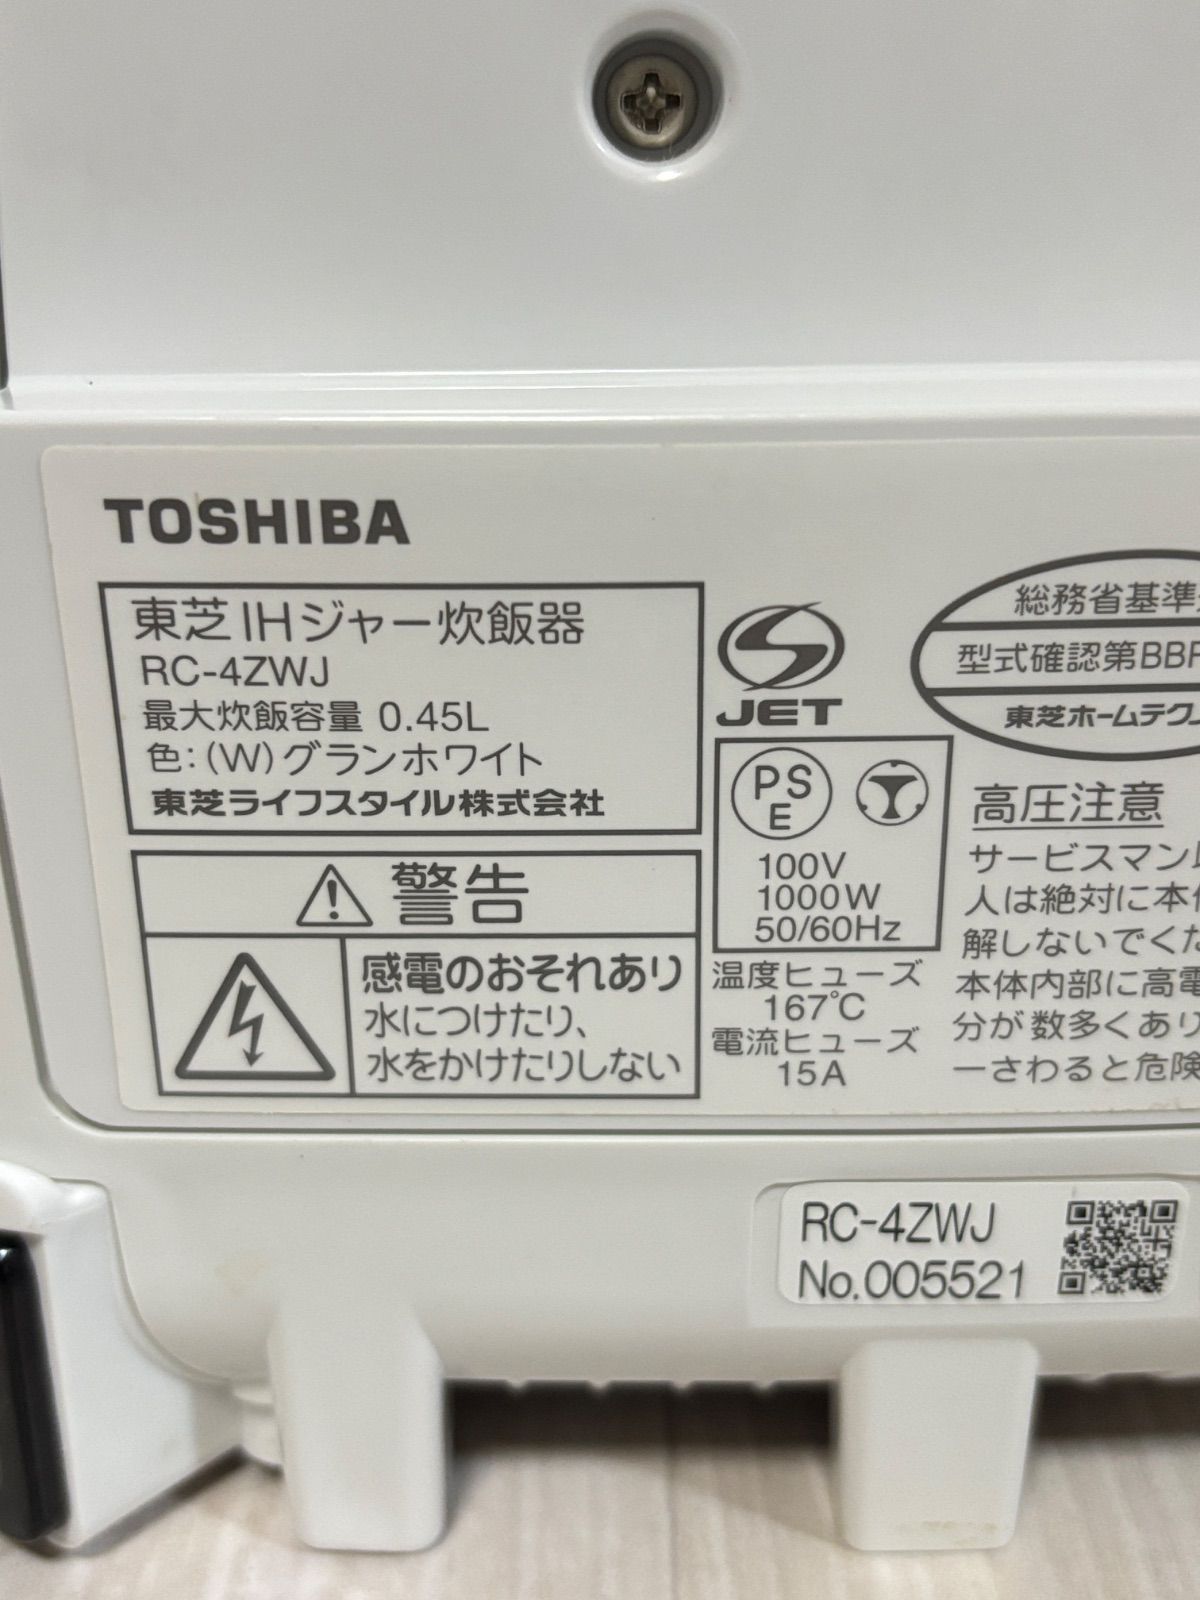 TOSHIBA
東芝IHジャー炊飯器
RC-4ZWJ
最大炊飯容量 0.45L
色:(W)グランホワイト
東芝ライフスタイル株式会社
警告
感電のおそれあり
水につけたり、
水をかけたりしない
JET
PS
E
100V
1000W
50/60Hz
温度ヒューズ
167℃
電流ヒューズ
15A
総務省基準
型式確認第BB
東芝ホームテク
高圧注意
サービスマン
人は絶対に本
解しないでくだ
本体内部に高電
分が数多くあり
一さわると危険
RC-4ZWJ
No.005521